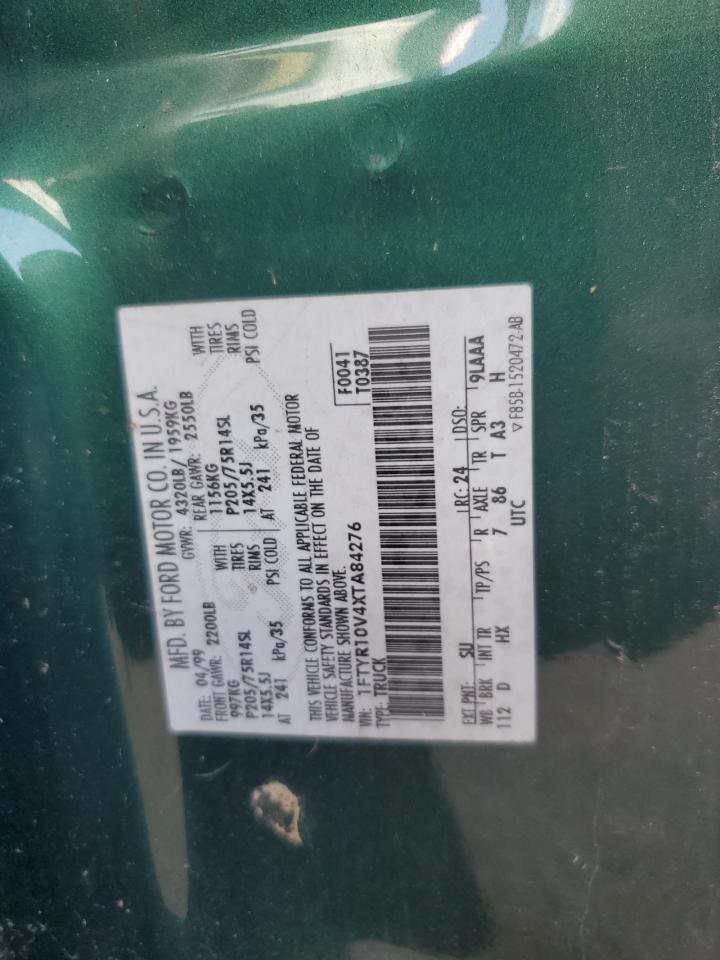 MFD. BY FORD MOTOR CO. IN U.S.A.
DATE: 04/99 GVWR: 4320LB/ 1959KG
FRONT GAWR: 2200LB REAR GAWR: 2550LB
997KG WITH 1156KG WITH
P205/75R14SL TIRES P205/75R14SL TIRES
14X5.5J RIMS 14X5.5J RIMS
AT 241 kPa/35 PSI COLD AT 241 kPa/35 PSI COLD
THIS VEHICLE CONFORMS TO ALL APPLICABLE FEDERAL MOTOR
VEHICLE SAFETY STANDARDS IN EFFECT ON THE DATE OF
MANUFACTURE SHOWN ABOVE.
VIN: 1FTYR10V4XTA84276 F0041
TYPE: TRUCK T0387
EXT PNT: SU RC: 24 DSO:
WB BRK INT TR TP/PS R AXLE TR SPR 19LAAA
112 D HX 7 86 T A3 H
UTC ▽F85B-1520472-AB